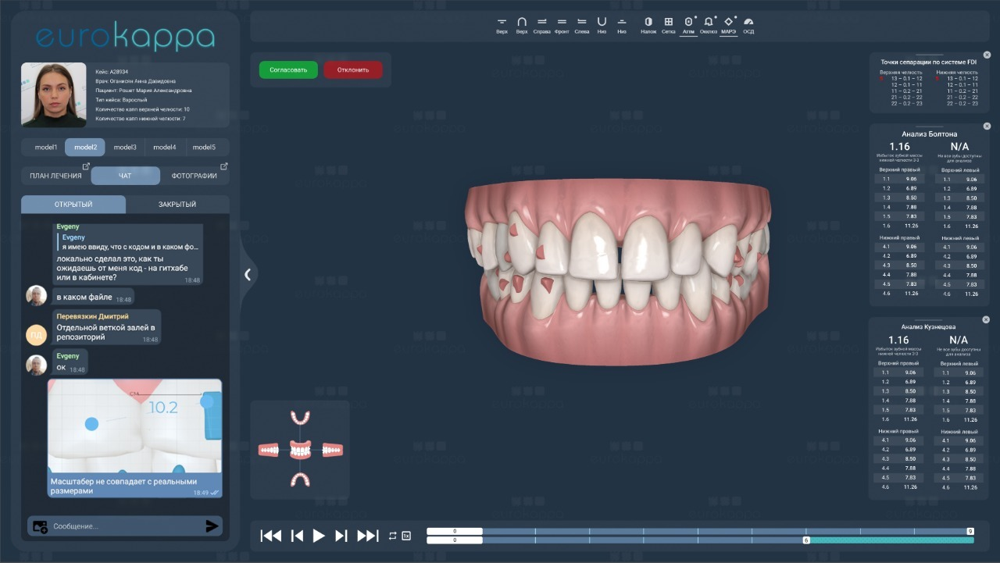 eurokappa
Кейс: A28934
Врач: Оганисян Анна Давидовна
Пациент: Рошет Мария Александровна
Тип кейса: Взрослый
Количество капп верхней челюсти: 10
Количество капп нижней челюсти: 7
model1 model2 model3 model4 model5
ПЛАН ЛЕЧЕНИЯ ЧАТ ФОТОГРАФИИ
ОТКРЫТЫЙ ЗАКРЫТЫЙ
Evgeny
Evgeny
я имею ввиду, что с кодом и в каком фо...
локально сделал это, как ты
ожидаешь от меня код - на гитхабе
или в кабинете?
18:48
в каком файле 18:48
Перевязкин Дмитрий
ПД
Отдельной веткой залей в
репозиторий 18:48
Evgeny
ок 18:48
СМ
10.2
Масштабер не совпадает с реальными
размерами 18:49
Сообщение...
Верх Верх Справа Фронт Слева Низ Низ Налож Сетка Аттм Окклюз МАРЭ ОСД
Согласовать Отклонить
0 9
0 6
1x
Точки сепарации по системе FDI
Верхняя челюсть Нижняя челюсть
13 – 0.1 – 12 13 – 0.1 – 12
12 – 0.1 – 11 12 – 0.1 – 11
11 – 0.2 – 21 11 – 0.2 – 21
21 – 0.2 – 22 21 – 0.2 – 22
22 – 0.2 – 23 22 – 0.2 – 23
Анализ Болтона
1.16 N/A
Избыток зубной массы Не все зубы доступны
нижней челюсти 3-3 для анализа
Верхний правый Верхний левый
1.1 9.06 1.1 9.06
1.2 6.89 1.2 6.89
1.3 8.50 1.3 8.50
1.4 7.88 1.4 7.88
1.5 7.83 1.5 7.83
1.6 11.26 1.6 11.26
Нижний правый Нижний левый
4.1 9.06 4.1 9.06
4.2 6.89 4.2 6.89
4.3 8.50 4.3 8.50
4.4 7.88 4.4 7.88
4.5 7.83 4.5 7.83
4.6 11.26 4.6 11.26
Анализ Кузнецова
1.16 N/A
Избыток зубной массы Не все зубы доступны
нижней челюсти 3-3 для анализа
Верхний правый Верхний левый
1.1 9.06 1.1 9.06
1.2 6.89 1.2 6.89
1.3 8.50 1.3 8.50
1.4 7.88 1.4 7.88
1.5 7.83 1.5 7.83
1.6 11.26 1.6 11.26
Нижний правый Нижний левый
4.1 9.06 4.1 9.06
4.2 6.89 4.2 6.89
4.3 8.50 4.3 8.50
4.4 7.88 4.4 7.88
4.5 7.83 4.5 7.83
4.6 11.26 4.6 11.26